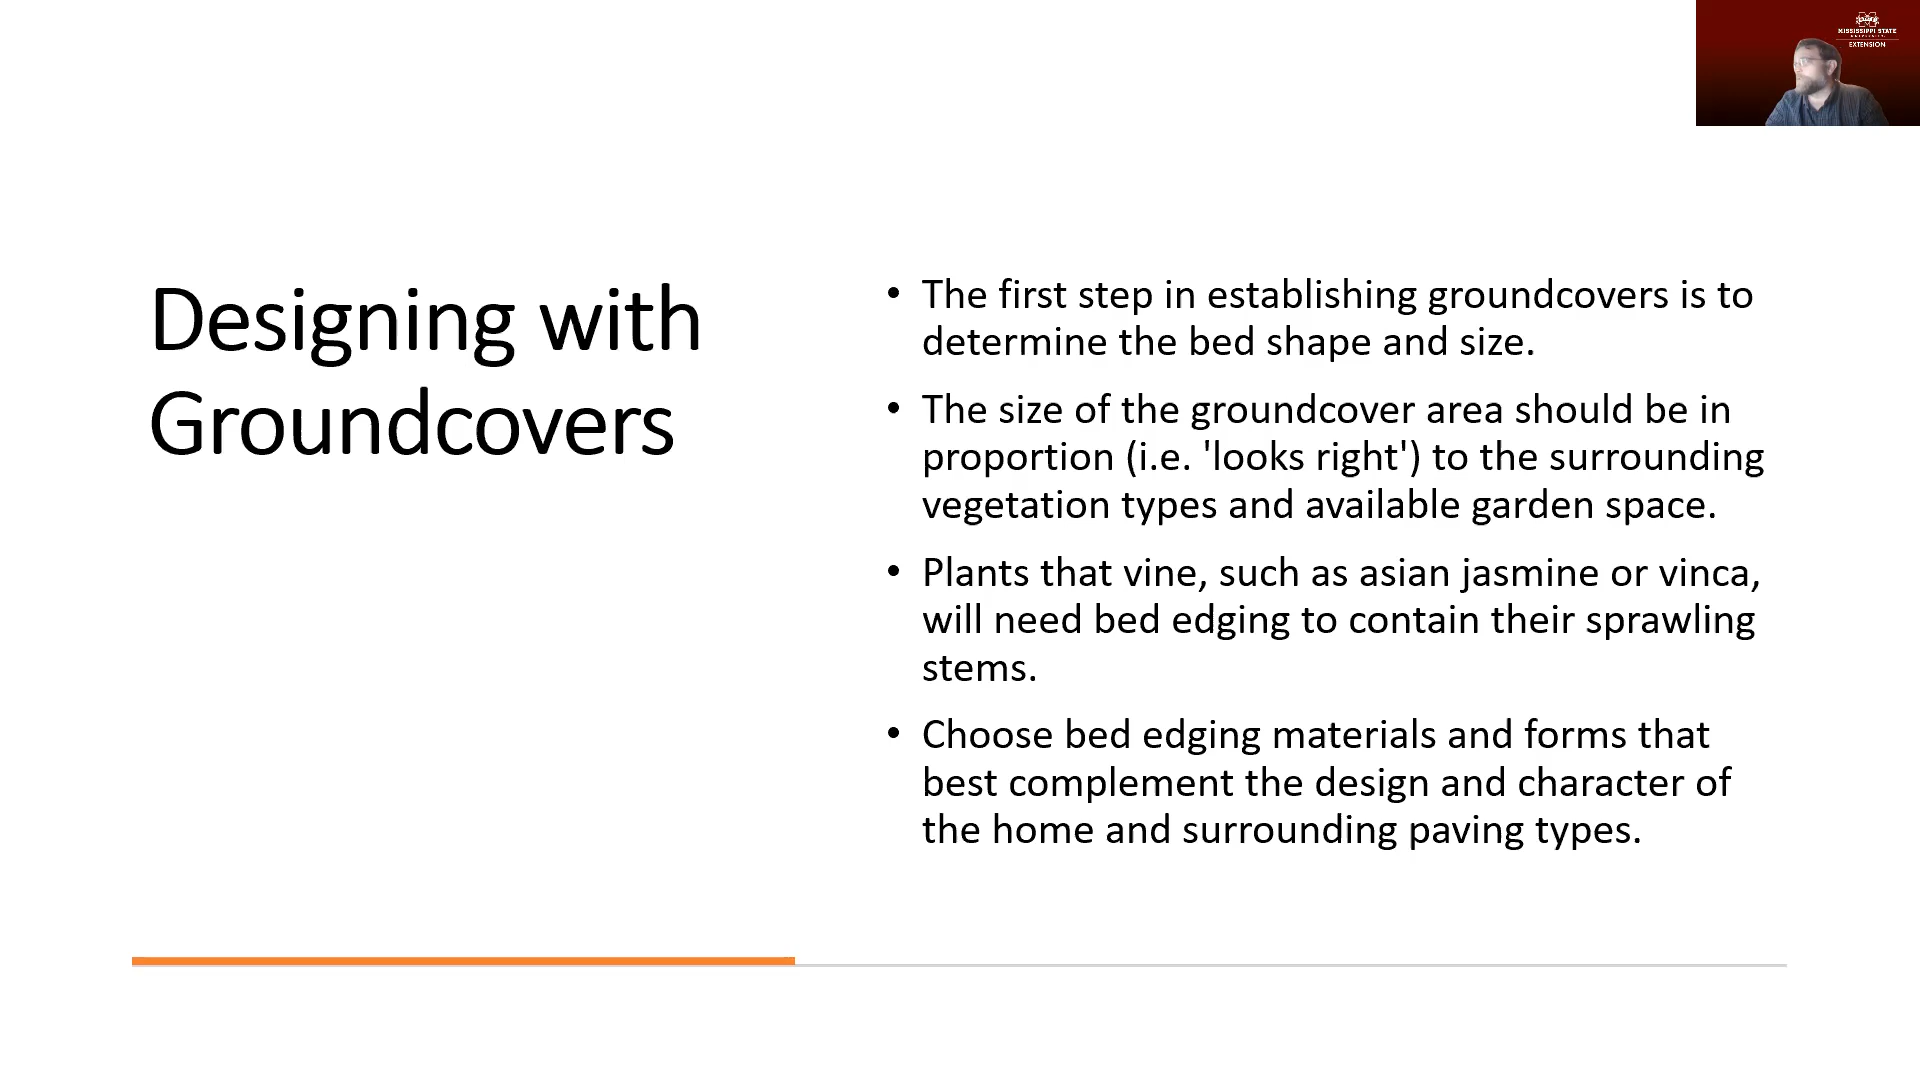 MISSISSIPPI STATE
UNIVERSITY
EXTENSION
Designing with
Groundcovers
• The first step in establishing groundcovers is to
determine the bed shape and size.
• The size of the groundcover area should be in
proportion (i.e. 'looks right') to the surrounding
vegetation types and available garden space.
• Plants that vine, such as asian jasmine or vinca,
will need bed edging to contain their sprawling
stems.
• Choose bed edging materials and forms that
best complement the design and character of
the home and surrounding paving types.